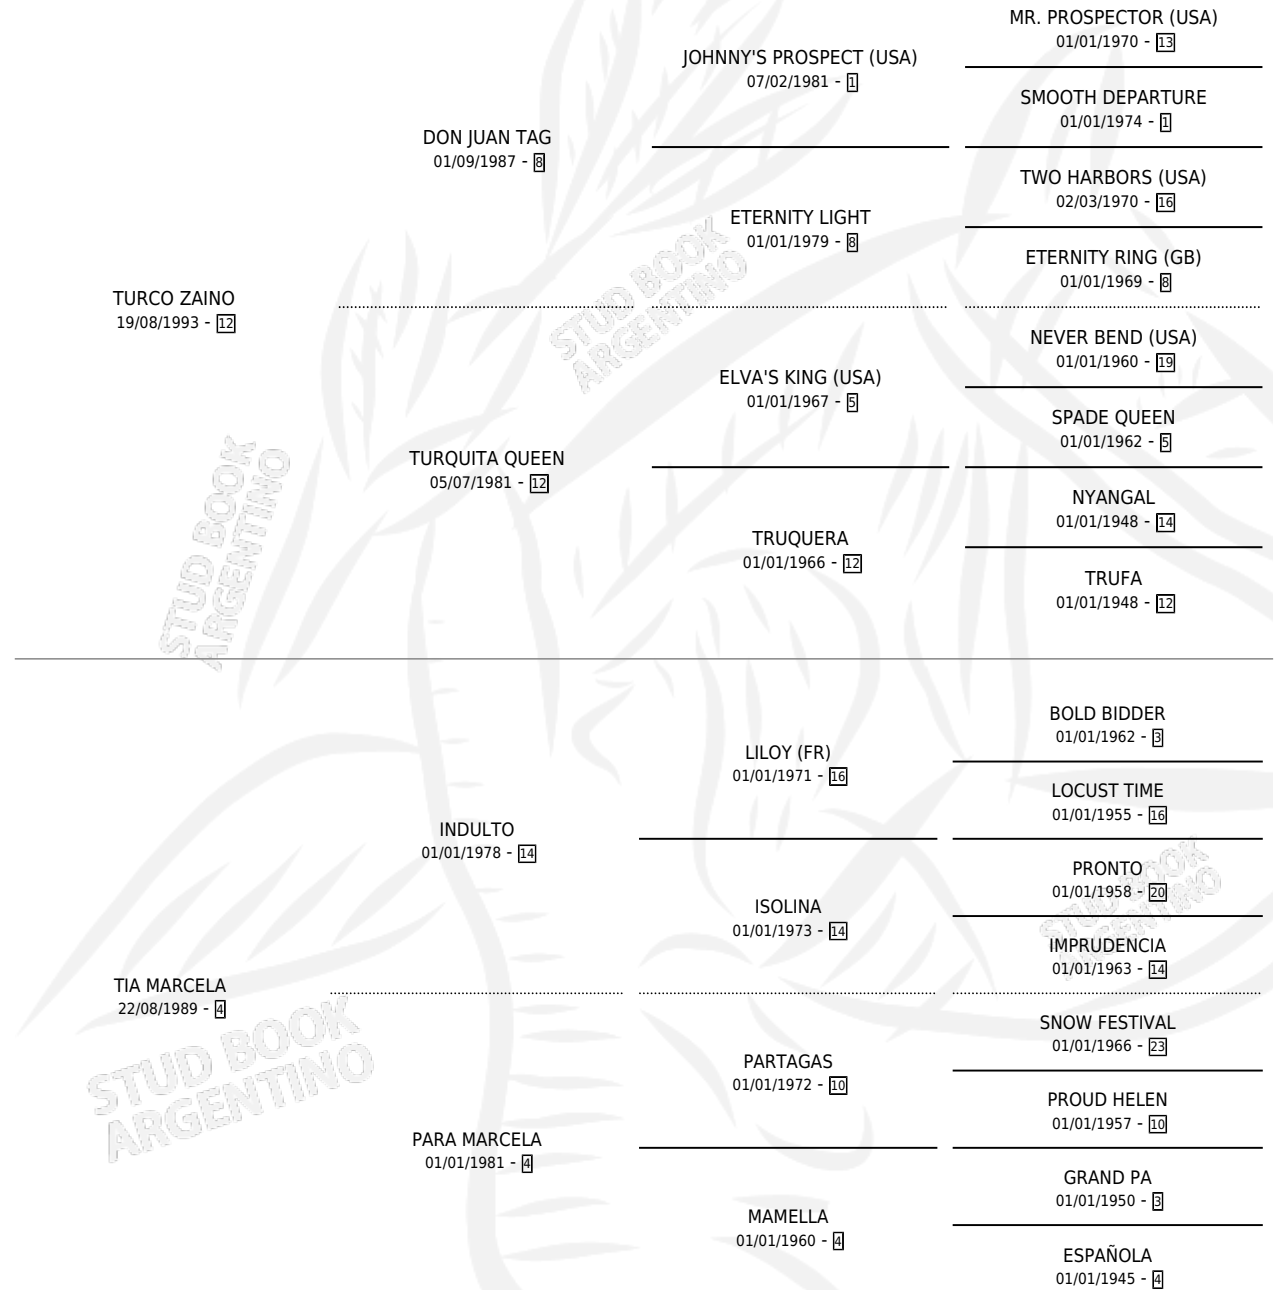 MR. PROSPECTOR (USA)
01/01/1970 - 13
JOHNNY'S PROSPECT (USA)
07/02/1981 - 1
SMOOTH DEPARTURE
01/01/1974 - 1
DON JUAN TAG
01/09/1987 - 8
TWO HARBORS (USA)
02/03/1970 - 16
ETERNITY LIGHT
01/01/1979 - 8
ETERNITY RING (GB)
01/01/1969 - 8
TURCO ZAINO
19/08/1993 - 12
NEVER BEND (USA)
01/01/1960 - 19
ELVA'S KING (USA)
01/01/1967 - 5
SPADE QUEEN
01/01/1962 - 5
TURQUITA QUEEN
05/07/1981 - 12
NYANGAL
01/01/1948 - 14
TRUQUERA
01/01/1966 - 12
TRUFA
01/01/1948 - 12
STUD BOOK
ARGENTINO
STUD BOOK
ARGENTINO
BOLD BIDDER
01/01/1962 - 3
LILOY (FR)
01/01/1971 - 16
LOCUST TIME
01/01/1955 - 16
INDULTO
01/01/1978 - 14
PRONTO
01/01/1958 - 20
ISOLINA
01/01/1973 - 14
IMPRUDENCIA
01/01/1963 - 14
TIA MARCELA
22/08/1989 - 4
SNOW FESTIVAL
01/01/1966 - 23
PARTAGAS
01/01/1972 - 10
PROUD HELEN
01/01/1957 - 10
PARA MARCELA
01/01/1981 - 4
GRAND PA
01/01/1950 - 3
MAMELLA
01/01/1960 - 4
ESPAÑOLA
01/01/1945 - 4
STUD BOOK
ARGENTINO
STUD BOOK
ARGENTINO